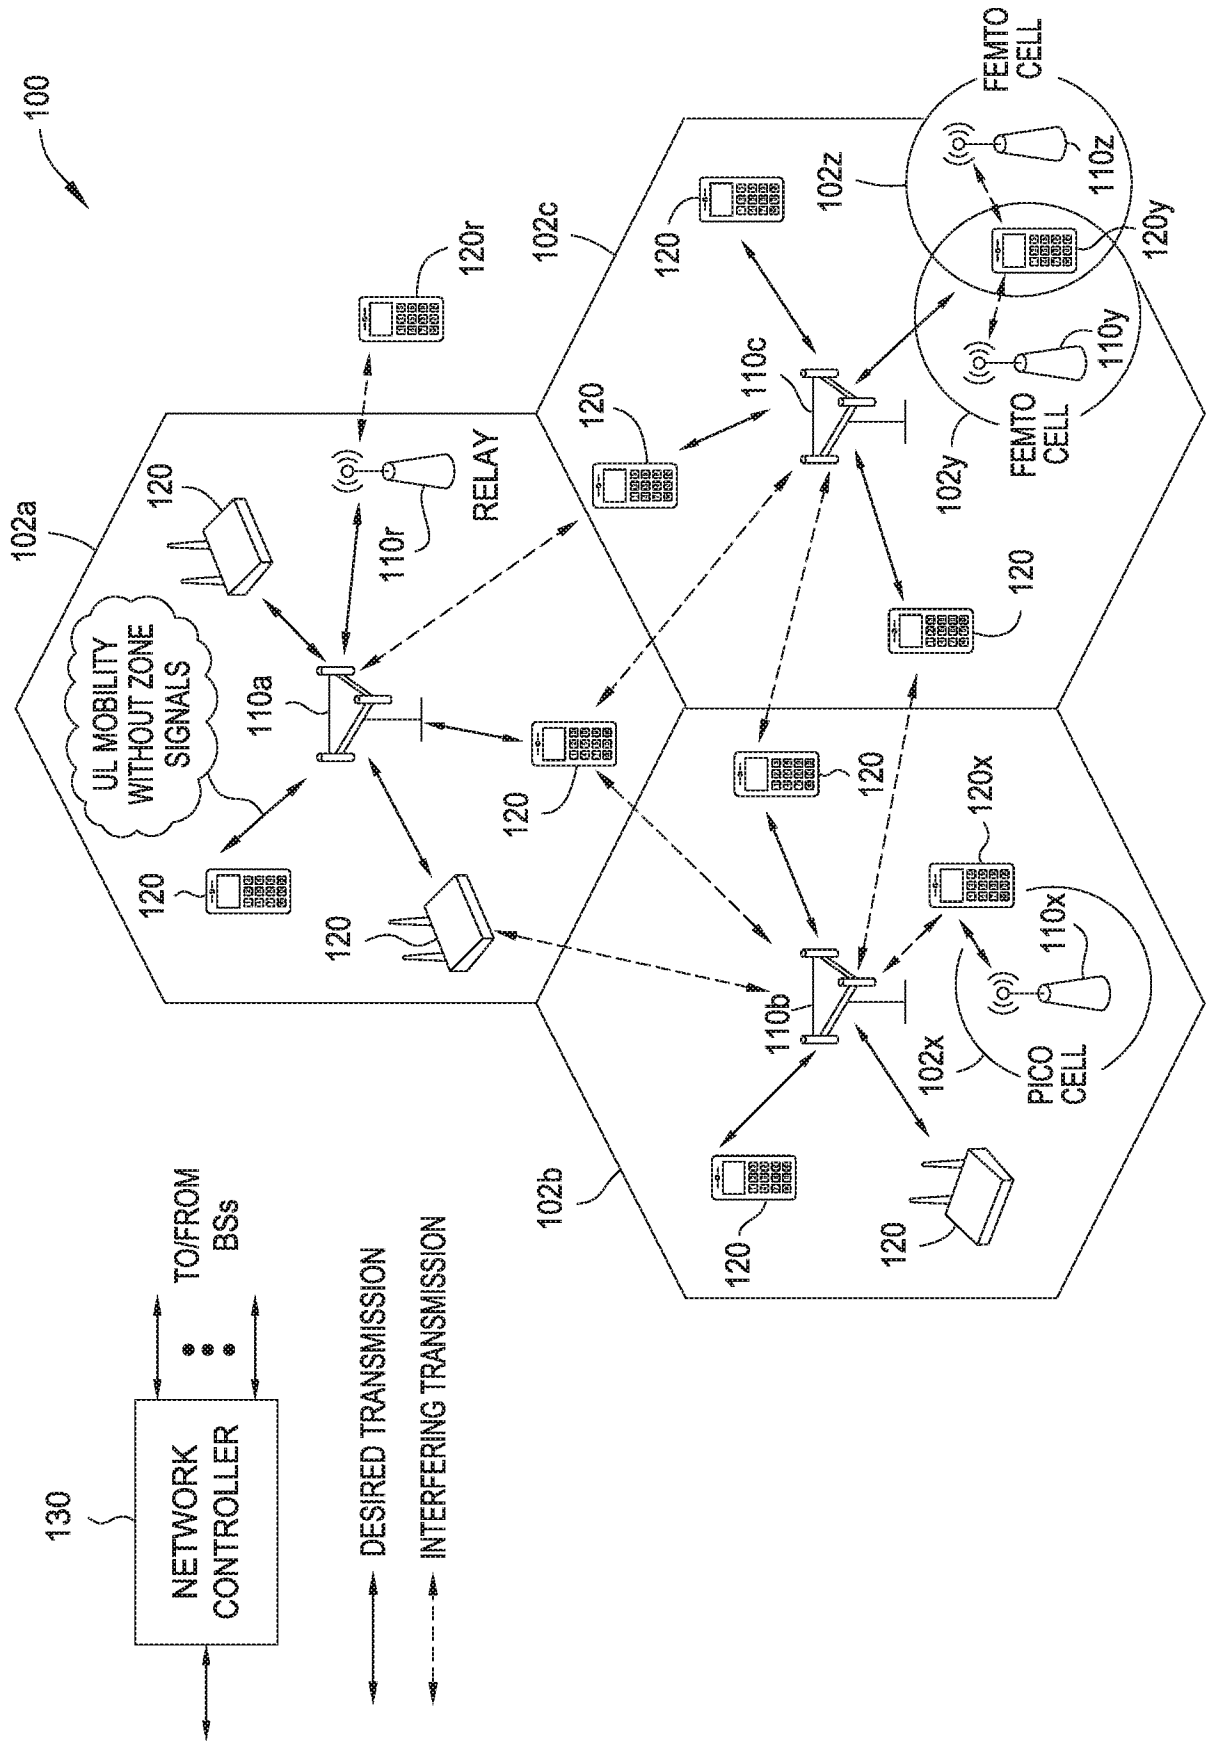 100
130
NETWORK
CONTROLLER
TO/FROM
BSs
DESIRED TRANSMISSION
INTERFERING TRANSMISSION
102a
UL MOBILITY
WITHOUT ZONE
SIGNALS
120
120
110a
120
110r
RELAY
120r
120
102b
120
120
110b
120
120x
110x
102x
PICO
CELL
102c
120
120
110c
120
102z
FEMTO
CELL
110z
120y
110y
102y
FEMTO
CELL